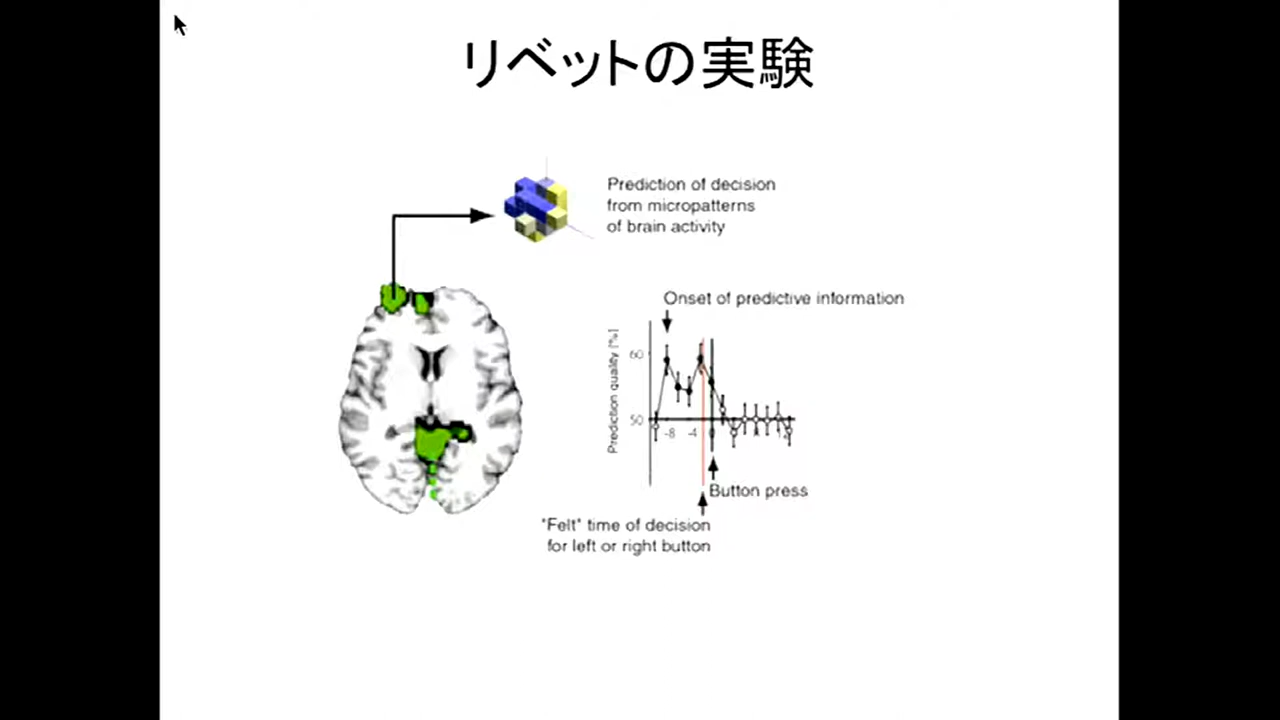 リベットの実験
Prediction of decision
from micropatterns
of brain activity
Onset of predictive information
Prediction quality [%]
60
50
-8 -4 0
Button press
"Felt" time of decision
for left or right button